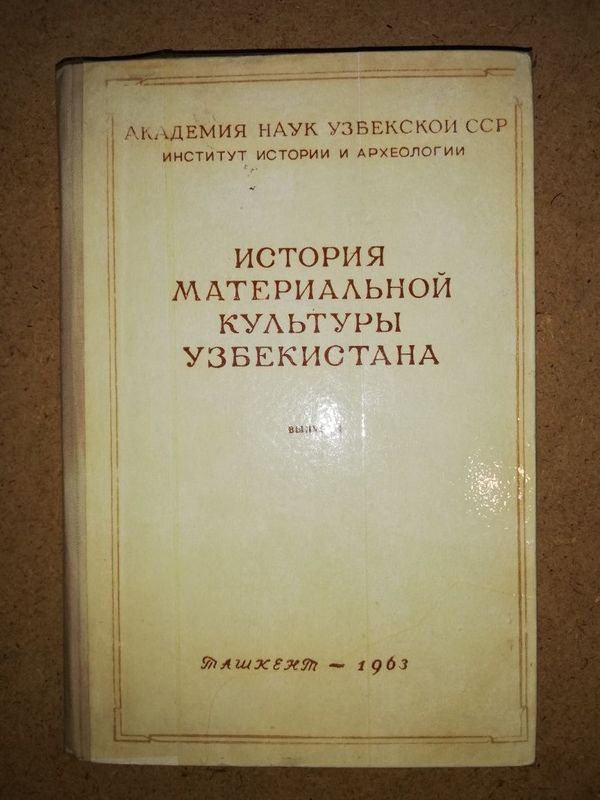 АКАДЕМИЯ НАУК УЗБЕКСКОЙ ССР
ИНСТИТУТ ИСТОРИИ И АРХЕОЛОГИИ
ИСТОРИЯ
МАТЕРИАЛЬНОЙ
КУЛЬТУРЫ
УЗБЕКИСТАНА
ТАШКЕНТ — 1963